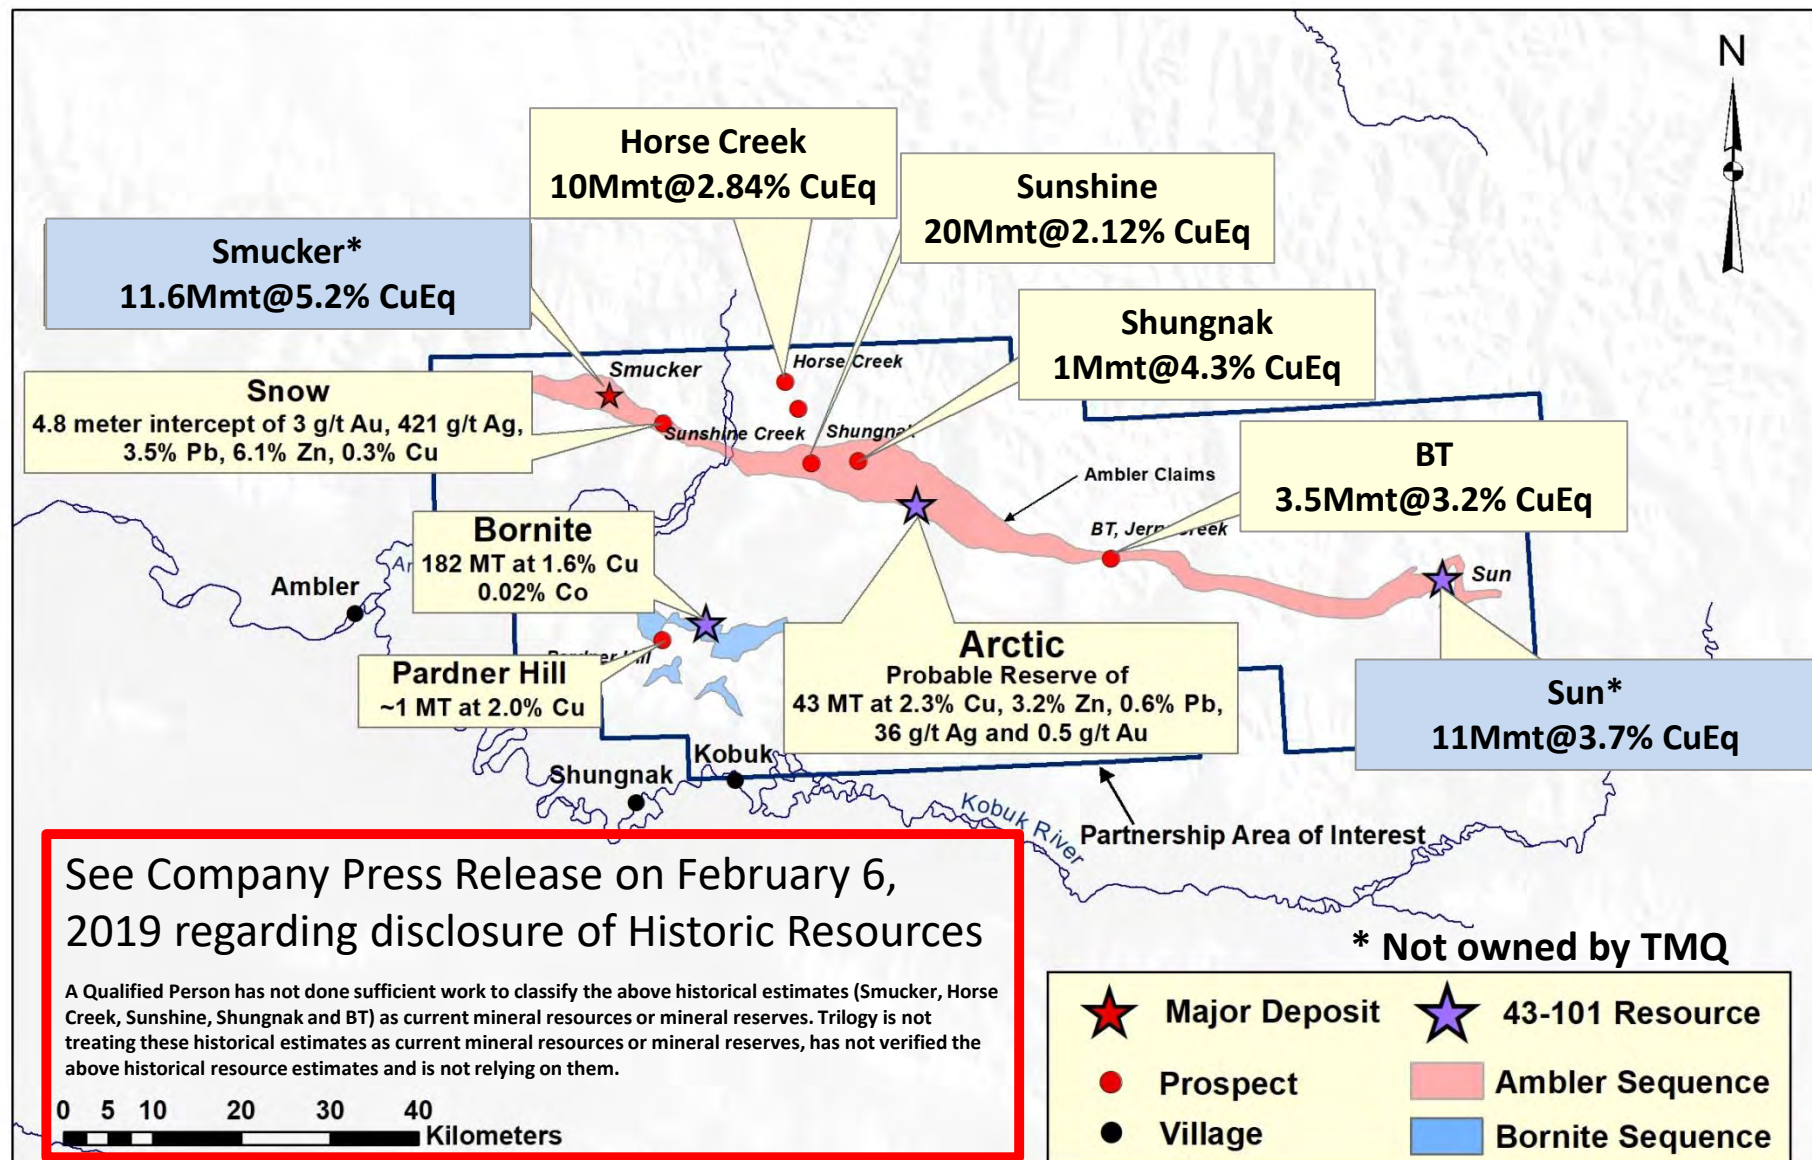 N
Horse Creek
10Mmt@2.84% CuEq
Sunshine
20Mmt@2.12% CuEq
Smucker*
11.6Mmt@5.2% CuEq
Shungnak
1Mmt@4.3% CuEq
Smucker
Horse Creek
Snow
4.8 meter intercept of 3 g/t Au, 421 g/t Ag,
3.5% Pb, 6.1% Zn, 0.3% Cu
Sunshine Creek
Shungnak
BT
3.5Mmt@3.2% CuEq
Ambler Claims
BT,
Bornite
182 MT at 1.6% Cu
0.02% Co
Ambler
Sun
Arctic
Probable Reserve of
43 MT at 2.3% Cu, 3.2% Zn, 0.6% Pb,
36 g/t Ag and 0.5 g/t Au
Pardner Hill
~1 MT at 2.0% Cu
Sun*
11Mmt@3.7% CuEq
Kobuk
Shungnak
Kobuk River
Partnership Area of Interest
See Company Press Release on February 6,
2019 regarding disclosure of Historic Resources
A Qualified Person has not done sufficient work to classify the above historical estimates (Smucker, Horse
Creek, Sunshine, Shungnak and BT) as current mineral resources or mineral reserves. Trilogy is not
treating these historical estimates as current mineral resources or mineral reserves, has not verified the
above historical resource estimates and is not relying on them.
0 5 10 20 30 40
Kilometers
* Not owned by TMQ
Major Deposit
43-101 Resource
Prospect
Ambler Sequence
Village
Bornite Sequence